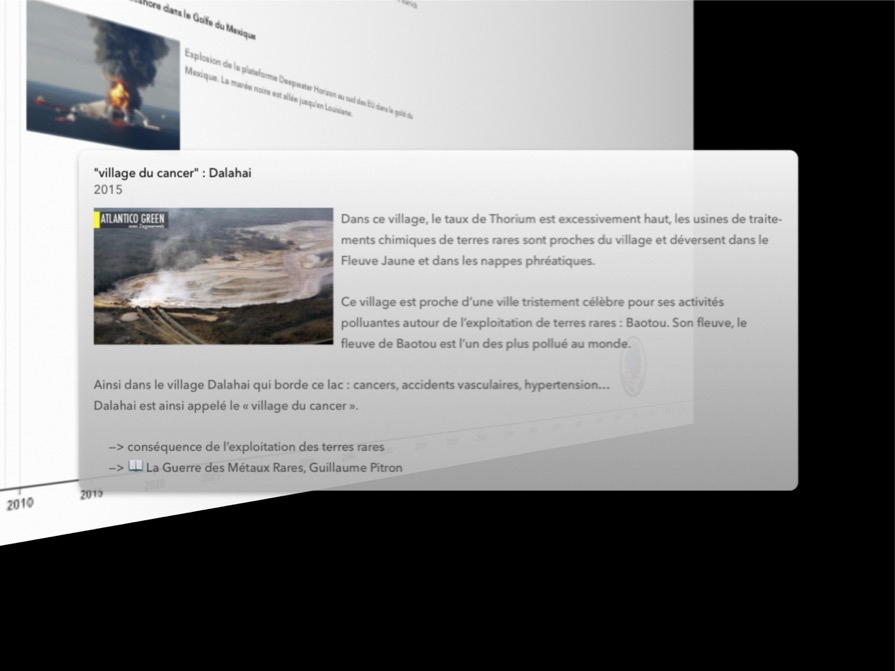 dans le Golfe du Mexique
Explosion de la plateforme Deepwater Horizon au sud des EU dans le gold du
Mexique. La marée noire est allée jusqu'en Louisiane.
"village du cancer" : Dalahai
2015
ATLANTICO GREEN
Dans ce village, le taux de Thorium est excessivement haut, les usines de traite-
ments chimiques de terres rares sont proches du village et déversent dans le
Fleuve Jaune et dans les nappes phréatiques.
Ce village est proche d'une ville tristement célèbre pour ses activités
polluantes autour de l'exploitation de terres rares : Baotou. Son fleuve, le
fleuve de Baotou est l'un des plus pollué au monde.
Ainsi dans le village Dalahai qui borde ce lac : cancers, accidents vasculaires, hypertension...
Dalahai est ainsi appelé le « village du cancer ».
–> conséquence de l'exploitation des terres rares
–> 📖 La Guerre des Métaux Rares, Guillaume Pitron
2010
2015
2020